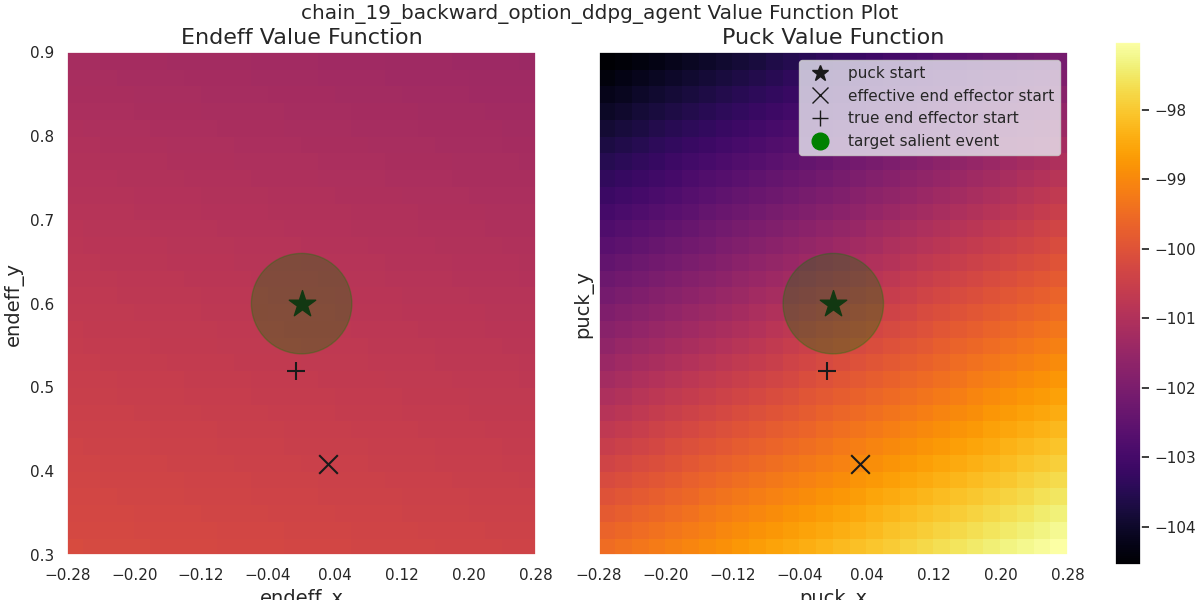 chain_19_backward_option_ddpg_agent Value Function Plot
Endeff Value Function
Puck Value Function
puck start
effective end effector start
true end effector start
target salient event
endeff_y
0.9
0.8
0.7
0.6
0.5
0.4
0.3
−0.28 −0.20 −0.12 −0.04 0.04 0.12 0.20 0.28
endeff_x
puck_y
−0.28 −0.20 −0.12 −0.04 0.04 0.12 0.20 0.28
puck_x
−98
−99
−100
−101
−102
−103
−104